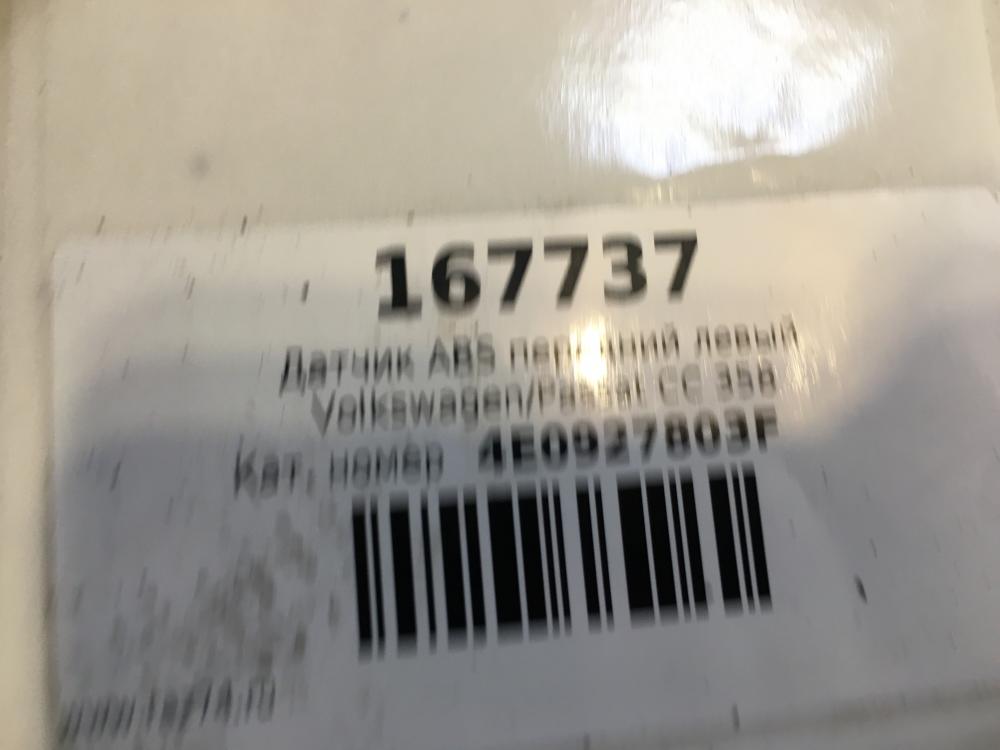 167737
Датчик ABS передний левый
Volkswagen/Passat CC 358
Кат. номер 4E0927803F